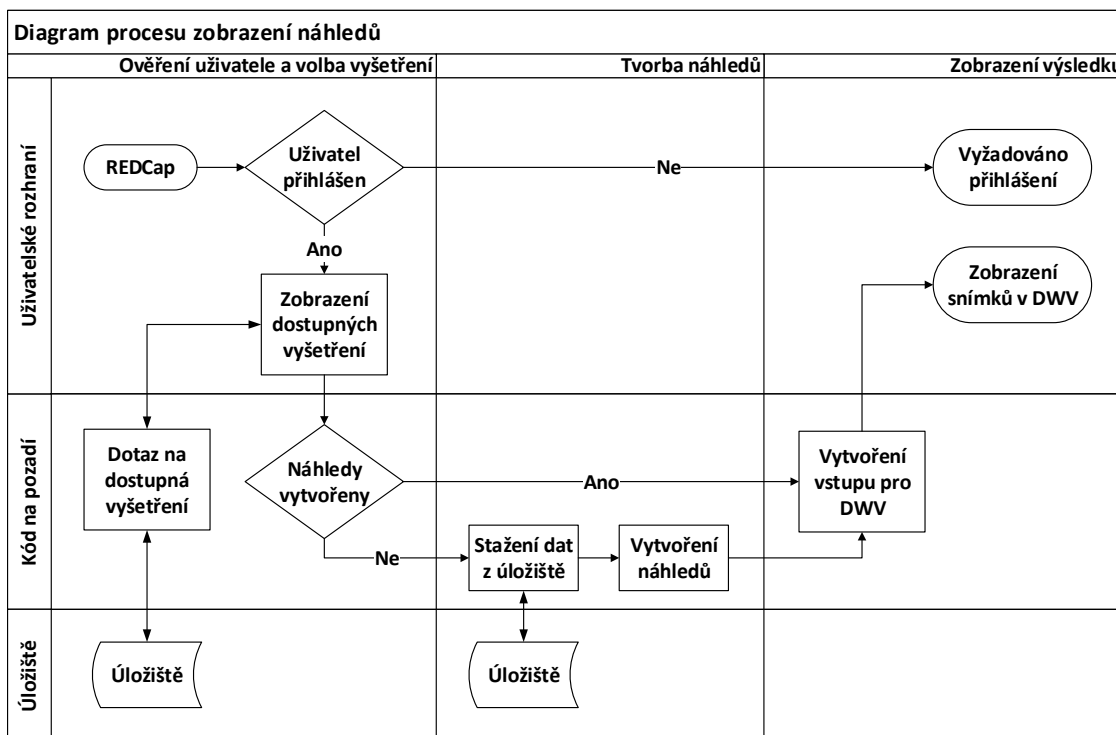 Diagram procesu zobrazení náhledů
Ověření uživatele a volba vyšetření
Tvorba náhledů
Zobrazení výsledku
Uživatelské rozhraní
REDCap
Uživatel
přihlášen
Ne
Vyžadováno
přihlášení
Ano
Zobrazení
dostupných
vyšetření
Zobrazení
snímků v DWV
Kód na pozadí
Dotaz na
dostupná
vyšetření
Náhledy
vytvořeny
Ano
Vytvoření
vstupu pro
DWV
Ne
Stažení dat
z úložiště
Vytvoření
náhledů
Úložiště
Úložiště
Úložiště